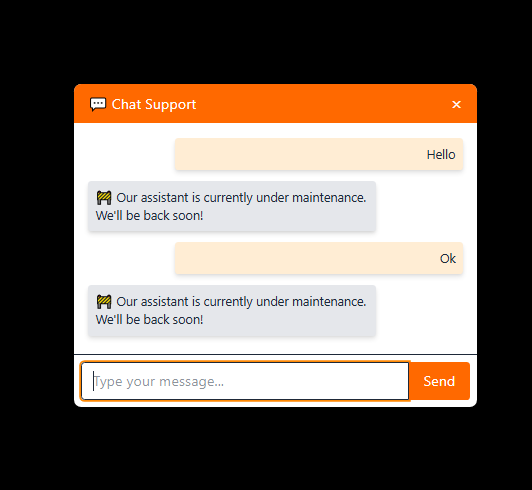 💬 Chat Support ×
Hello
🚧 Our assistant is currently under maintenance.
We'll be back soon!
Ok
🚧 Our assistant is currently under maintenance.
We'll be back soon!
Type your message... Send